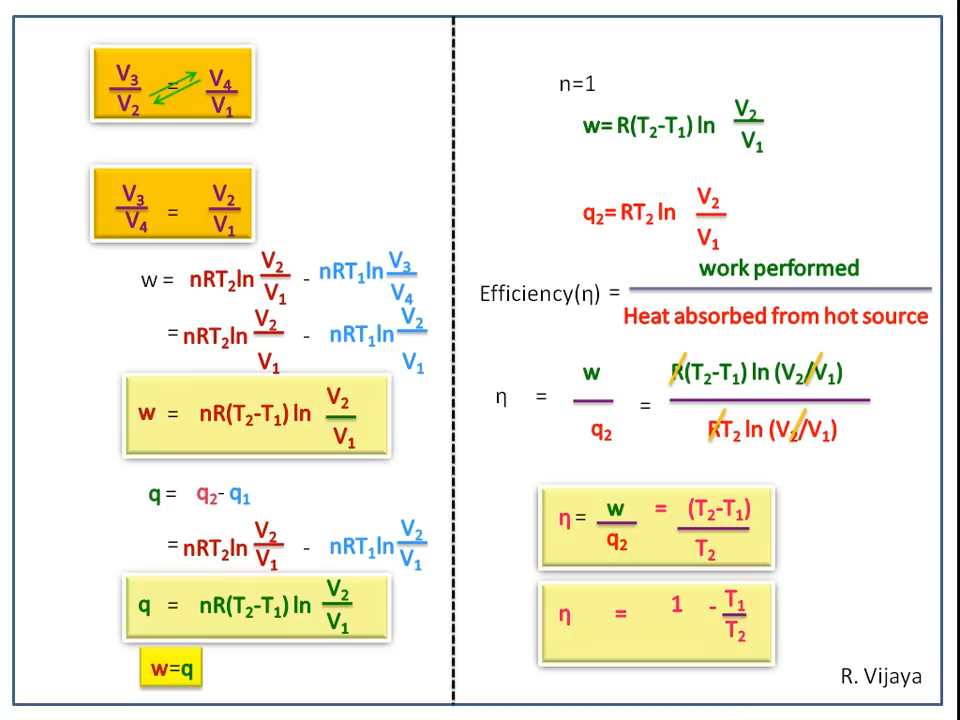 V₃/V₂ = V₄/V₁
V₃/V₄ = V₂/V₁
w = nRT₂ln V₂/V₁ - nRT₁ln V₃/V₄
= nRT₂ln V₂/V₁ - nRT₁ln V₂/V₁
w = nR(T₂-T₁) ln V₂/V₁
q = q₂- q₁
= nRT₂ln V₂/V₁ - nRT₁ln V₂/V₁
q = nR(T₂-T₁) ln V₂/V₁
w=q
n=1
w= R(T₂-T₁) ln V₂/V₁
q₂= RT₂ ln V₂/V₁
Efficiency(η) = work performed / Heat absorbed from hot source
η = w/q₂ = R(T₂-T₁) ln (V₂/V₁) / RT₂ ln (V₂/V₁)
η = w/q₂ = (T₂-T₁)/T₂
η = 1 - T₁/T₂
R. Vijaya